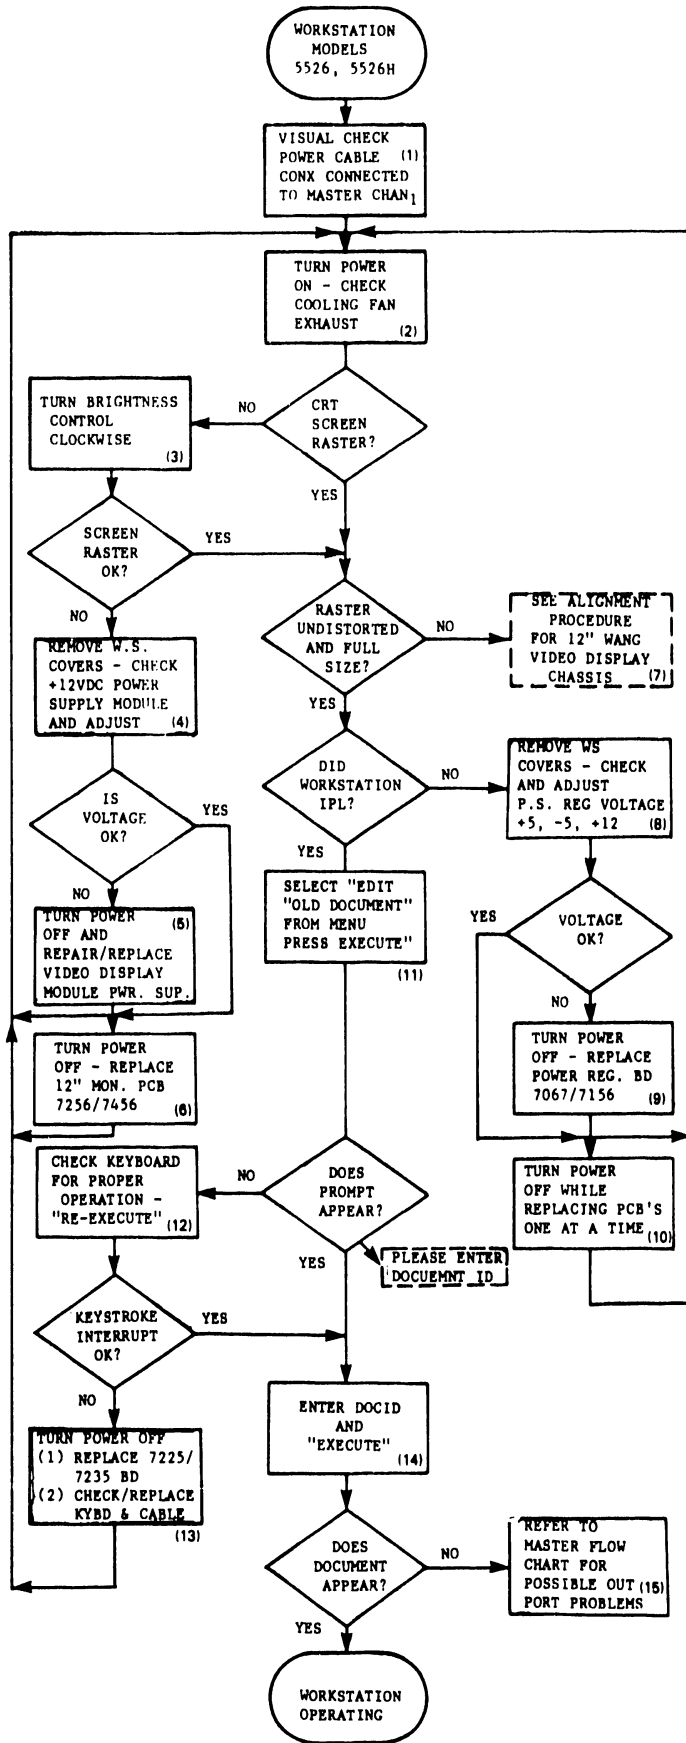 WORKSTATION
MODELS
5526, 5526H
VISUAL CHECK
POWER CABLE (1)
CONX CONNECTED
TO MASTER CHAN1
TURN POWER
ON - CHECK
COOLING FAN
EXHAUST (2)
CRT
SCREEN
RASTER?
NO
YES
TURN BRIGHTNESS
CONTROL
CLOCKWISE
(3)
SCREEN
RASTER
OK?
YES
NO
RASTER
UNDISTORTED
AND FULL
SIZE?
NO
YES
SEE ALIGNMENT
PROCEDURE
FOR 12" WANG
VIDEO DISPLAY
CHASSIS (7)
REMOVE W.S.
COVERS - CHECK
+12VDC POWER
SUPPLY MODULE
AND ADJUST (4)
DID
WORKSTATION
IPL?
NO
YES
REMOVE WS
COVERS - CHECK
AND ADJUST
P.S. REG VOLTAGE
+5, -5, +12 (8)
IS
VOLTAGE
OK?
YES
NO
SELECT "EDIT
"OLD DOCUMENT"
FROM MENU
PRESS EXECUTE"
(11)
VOLTAGE
OK?
YES
NO
TURN POWER (5)
OFF AND
REPAIR/REPLACE
VIDEO DISPLAY
MODULE PWR. SUP.
TURN POWER
OFF - REPLACE
12" MON. PCB
7256/7456
(6)
TURN POWER
OFF - REPLACE
POWER REG. BD
7067/7156 (9)
CHECK KEYBOARD
FOR PROPER
OPERATION -
"RE-EXECUTE" (12)
DOES
PROMPT
APPEAR?
NO
YES
TURN POWER
OFF WHILE
REPLACING PCB'S
ONE AT A TIME (10)
PLEASE ENTER
DOCUEMNT ID
KEYSTROKE
INTERRUPT
OK?
YES
NO
ENTER DOCID
AND
"EXECUTE"
(14)
TURN POWER OFF
(1) REPLACE 7225/
7235 BD
(2) CHECK/REPLACE
KYBD & CABLE
(13)
DOES
DOCUMENT
APPEAR?
NO
YES
REFER TO
MASTER FLOW
CHART FOR
POSSIBLE OUT (15)
PORT PROBLEMS
WORKSTATION
OPERATING